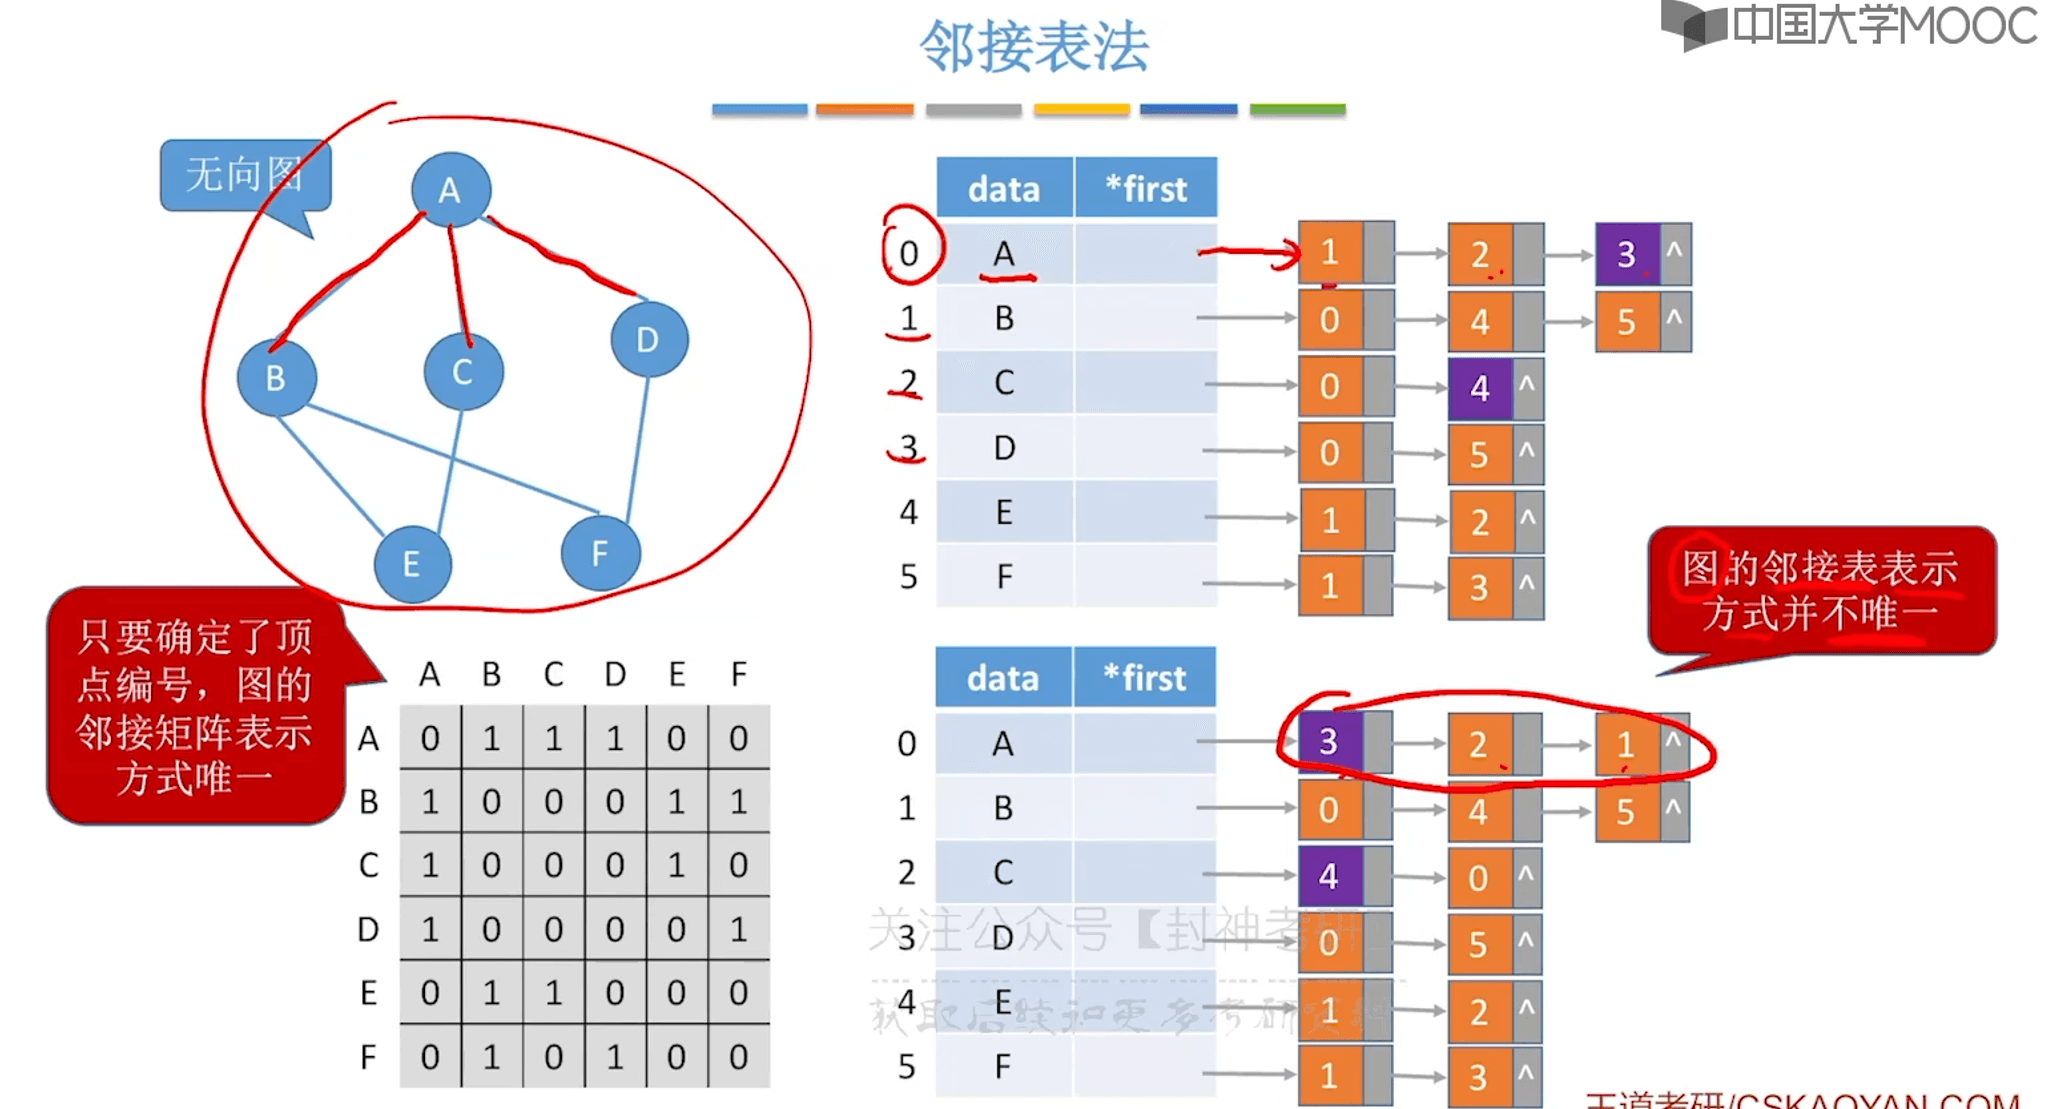 中国大学MOOC
邻接表法
无向图
A
B
C
D
E
F
只要确定了顶
点编号，图的
邻接矩阵表示
方式唯一
A B C D E F
A 0 1 1 1 0 0
B 1 0 0 0 1 1
C 1 0 0 0 1 0
D 1 0 0 0 0 1
E 0 1 1 0 0 0
F 0 1 0 1 0 0
data *first
0 A 1 2 3 ^
1 B 0 4 5 ^
2 C 0 4 ^
3 D 0 5 ^
4 E 1 2 ^
5 F 1 3 ^
图的邻接表表示
方式并不唯一
data *first
0 A 3 2 1 ^
1 B 0 4 5 ^
2 C 4 0 ^
3 D 0 5 ^
4 E 1 2 ^
5 F 1 3 ^
关注公众号【封神考研】
获取后续和更多考研
王道考研/CSKAOYAN.COM